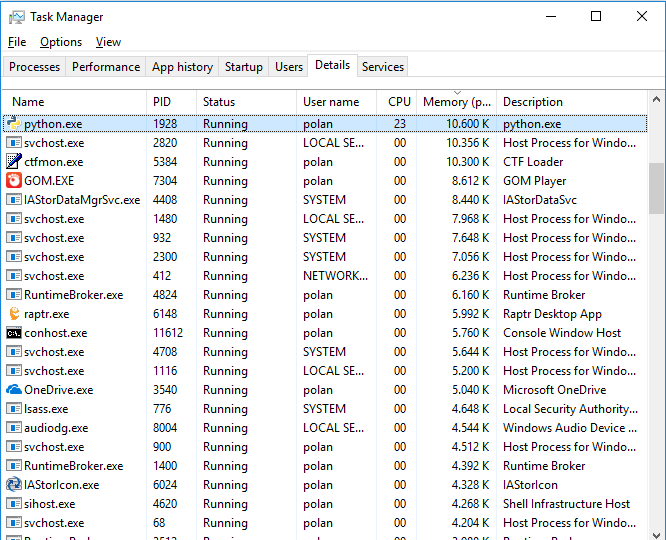 Task Manager
File Options View
Processes Performance App history Startup Users Details Services
Name PID Status User name CPU Memory (p... Description
python.exe 1928 Running polan 23 10.600 K python.exe
svchost.exe 2820 Running LOCAL SE... 00 10.356 K Host Process for Windo...
ctfmon.exe 5384 Running polan 00 10.300 K CTF Loader
GOM.EXE 7304 Running polan 00 8.612 K GOM Player
IAStorDataMgrSvc.exe 4408 Running SYSTEM 00 8.440 K IAStorDataSvc
svchost.exe 1480 Running LOCAL SE... 00 7.968 K Host Process for Windo...
svchost.exe 932 Running SYSTEM 00 7.648 K Host Process for Windo...
svchost.exe 2300 Running SYSTEM 00 7.056 K Host Process for Windo...
svchost.exe 412 Running NETWORK... 00 6.236 K Host Process for Windo...
RuntimeBroker.exe 4824 Running polan 00 6.160 K Runtime Broker
raptr.exe 6148 Running polan 00 5.992 K Raptr Desktop App
conhost.exe 11612 Running polan 00 5.760 K Console Window Host
svchost.exe 4708 Running SYSTEM 00 5.644 K Host Process for Windo...
svchost.exe 1116 Running LOCAL SE... 00 5.200 K Host Process for Windo...
OneDrive.exe 3540 Running polan 00 5.040 K Microsoft OneDrive
lsass.exe 776 Running SYSTEM 00 4.648 K Local Security Authority...
audiodg.exe 8004 Running LOCAL SE... 00 4.544 K Windows Audio Device ...
svchost.exe 900 Running polan 00 4.512 K Host Process for Windo...
RuntimeBroker.exe 1400 Running polan 00 4.392 K Runtime Broker
IAStorIcon.exe 6024 Running polan 00 4.328 K IAStorIcon
sihost.exe 4620 Running polan 00 4.268 K Shell Infrastructure Host
svchost.exe 68 Running polan 00 4.204 K Host Process for Windo...